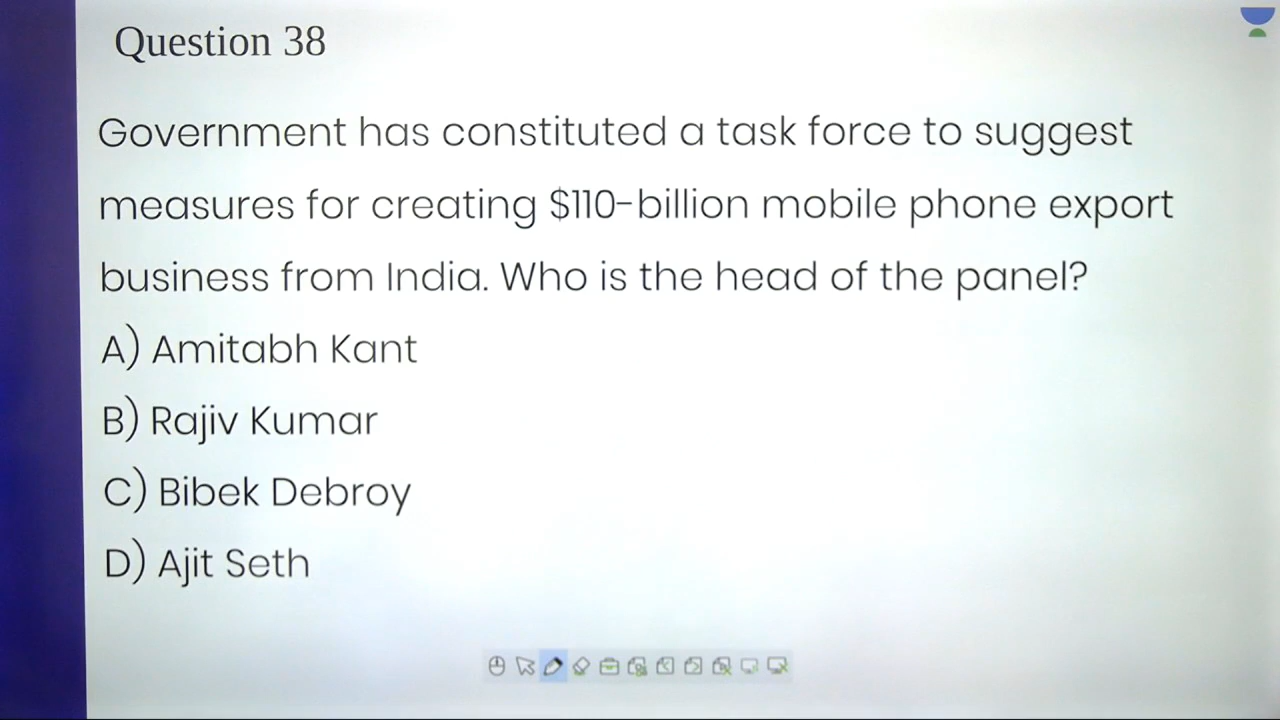 Question 38
Government has constituted a task force to suggest
measures for creating $110-billion mobile phone export
business from India. Who is the head of the panel?
A) Amitabh Kant
B) Rajiv Kumar
C) Bibek Debroy
D) Ajit Seth